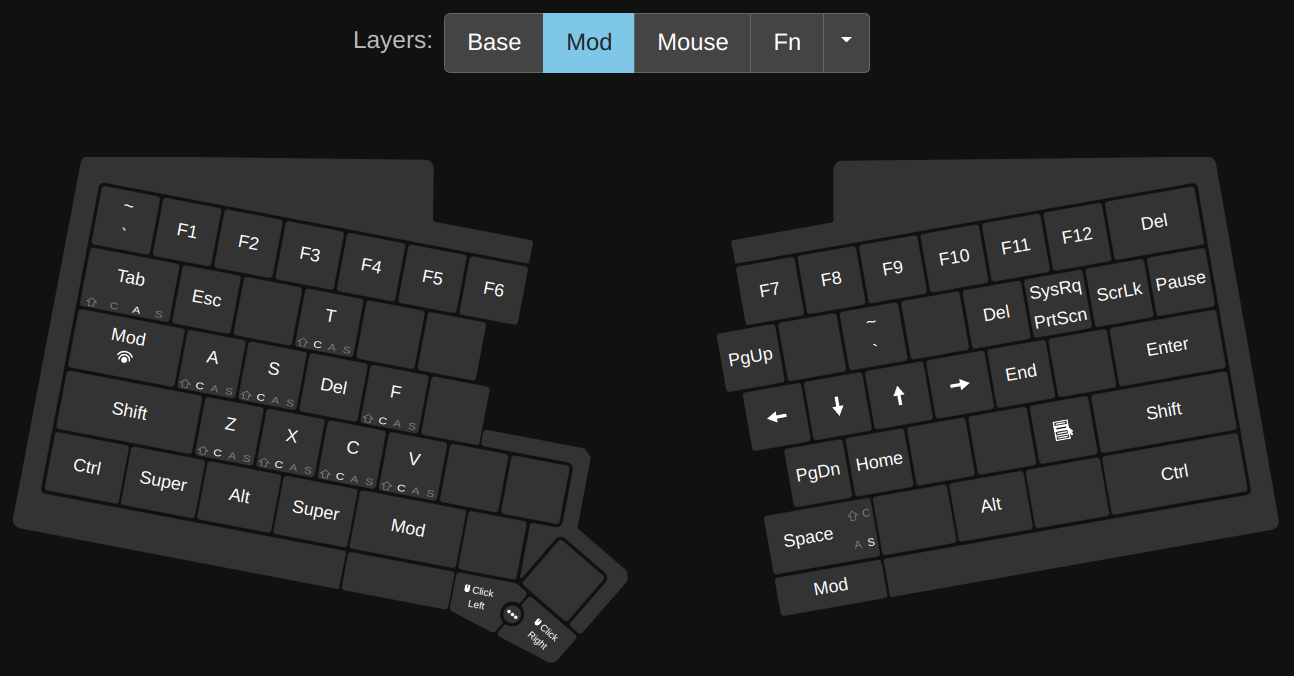 Layers: Base Mod Mouse Fn
~
` F1 F2 F3 F4 F5 F6
Tab
C A S
Esc
T
C A S
Mod
A
C A S
S
C A S
Del
F
C A S
Shift
Z
C A S
X
C A S
C
C A S
V
C A S
Ctrl Super Alt Super Mod
Click
Left
Click
Right
F7 F8 F9 F10 F11 F12 Del
PgUp
~
`
Del
SysRq
PrtScn
ScrLk Pause
End Enter
PgDn Home Shift
Space
C
A S
Alt Ctrl
Mod